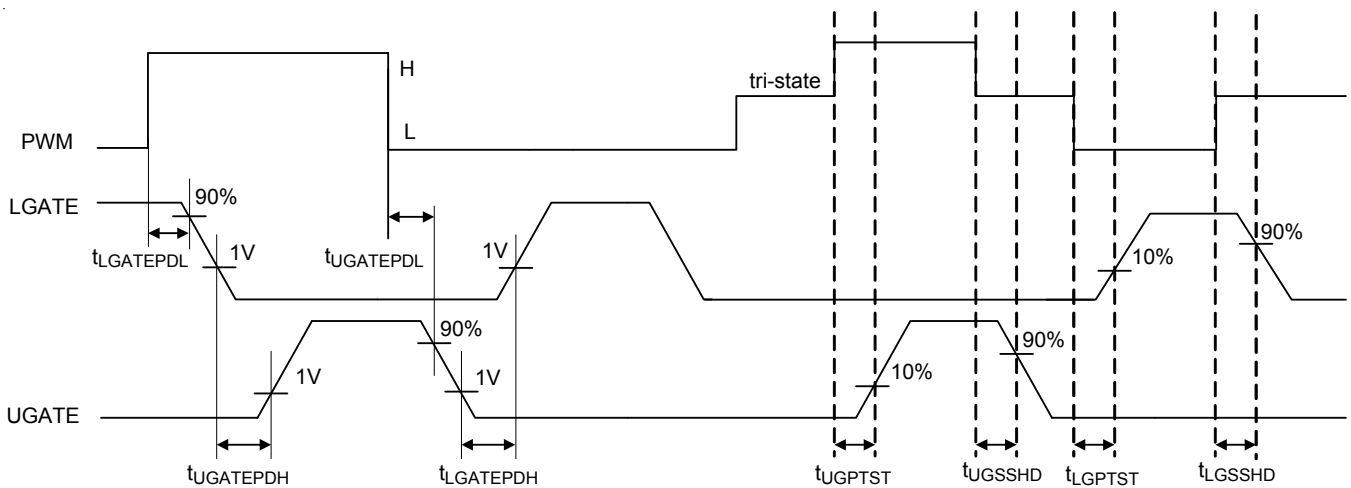 H
tri-state
L
PWM
LGATE
90%
1V
tLGATEPDL
tUGATEPDL
1V
10%
90%
90%
1V
1V
10%
90%
UGATE
tUGATEPDH
tLGATEPDH
tUGPTST
tUGSSHD
tLGPTST
tLGSSHD